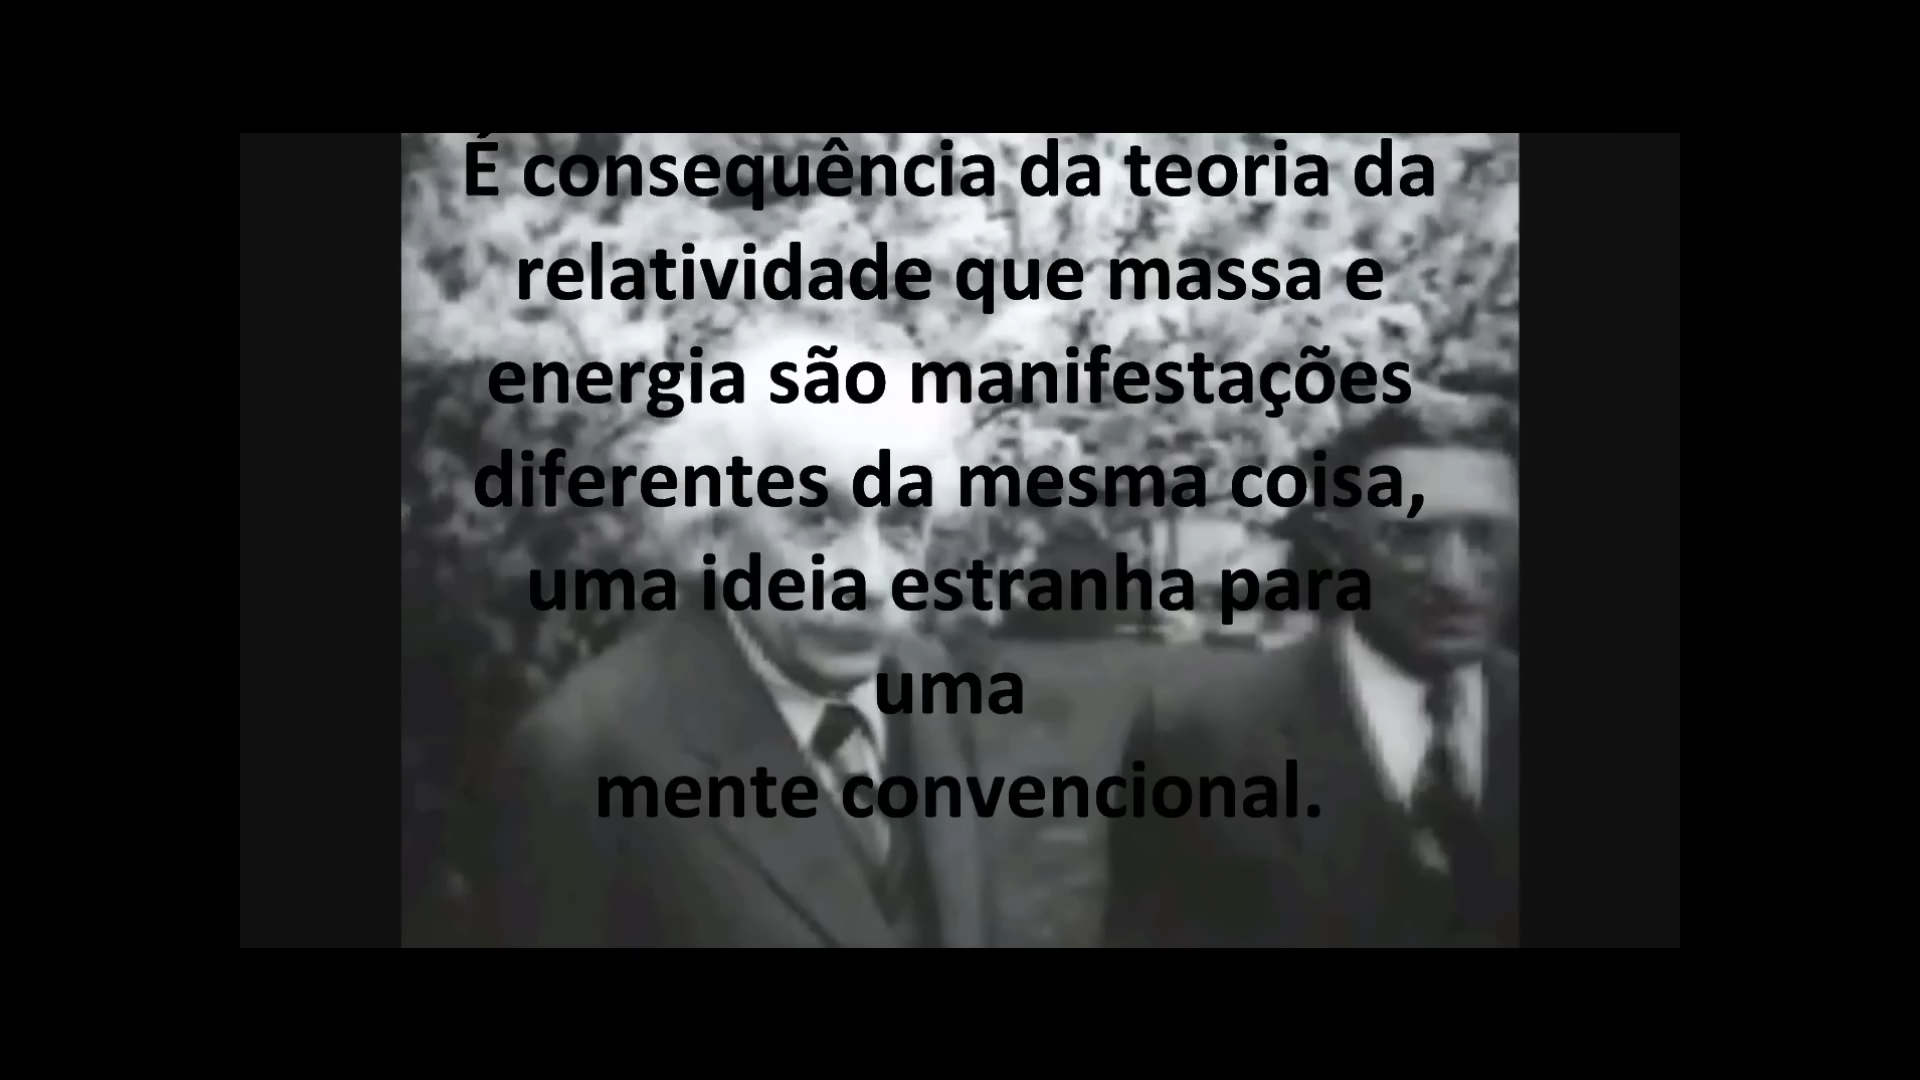 É consequência da teoria da
relatividade que massa e
energia são manifestações
diferentes da mesma coisa,
uma ideia estranha para
uma
mente convencional.